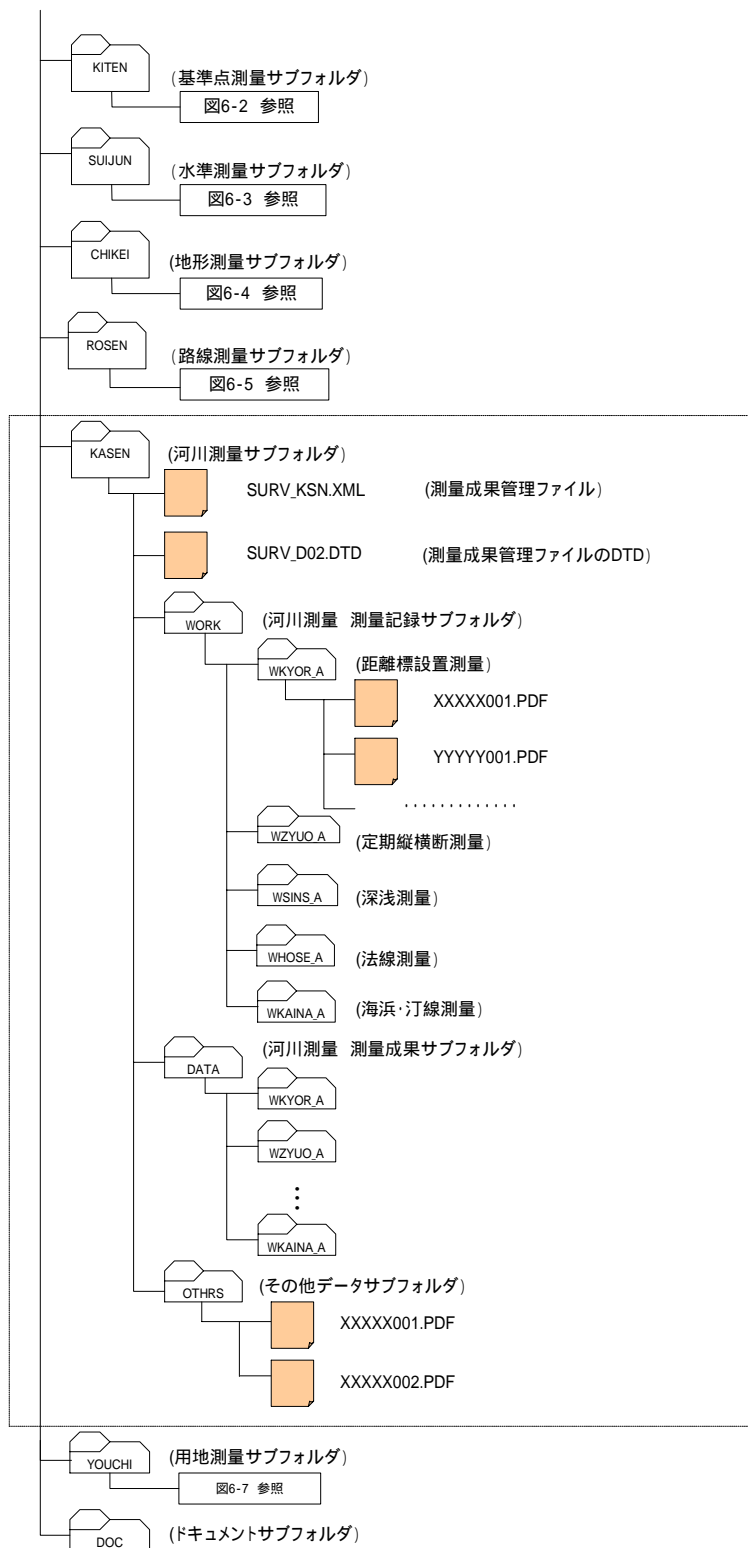 KITEN
(基準点測量サブフォルダ)
図6-2 参照
SUIJUN
(水準測量サブフォルダ)
図6-3 参照
CHIKEI
(地形測量サブフォルダ)
図6-4 参照
ROSEN
(路線測量サブフォルダ)
図6-5 参照
KASEN
(河川測量サブフォルダ)
SURV_KSN.XML (測量成果管理ファイル)
SURV_D02.DTD (測量成果管理ファイルのDTD)
WORK
(河川測量 測量記録サブフォルダ)
WKYOR_A
(距離標設置測量)
XXXXX001.PDF
YYYYY001.PDF
・・・・・・・・・・・・・
WZYUO_A
(定期縦横断測量)
WSINS_A
(深浅測量)
WHOSE_A
(法線測量)
WKAINA_A
(海浜・汀線測量)
(河川測量 測量成果サブフォルダ)
DATA
WKYOR_A
WZYUO_A
⋮
WKAINA_A
OTHRS
(その他データサブフォルダ)
XXXXX001.PDF
XXXXX002.PDF
YOUCHI
(用地測量サブフォルダ)
図6-7 参照
DOC
(ドキュメントサブフォルダ)